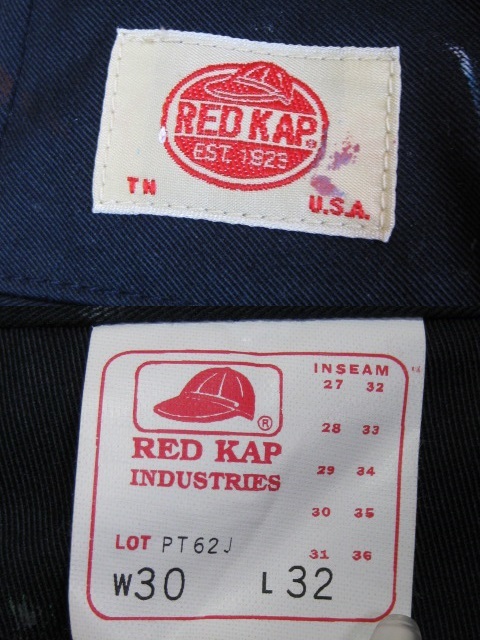 RED KAP®
EST. 1923
TN
U.S.A.
INSEAM
27 32
28 33
29 34
30 35
31 36
®
RED KAP
INDUSTRIES
LOT PT62J
W30 L 32